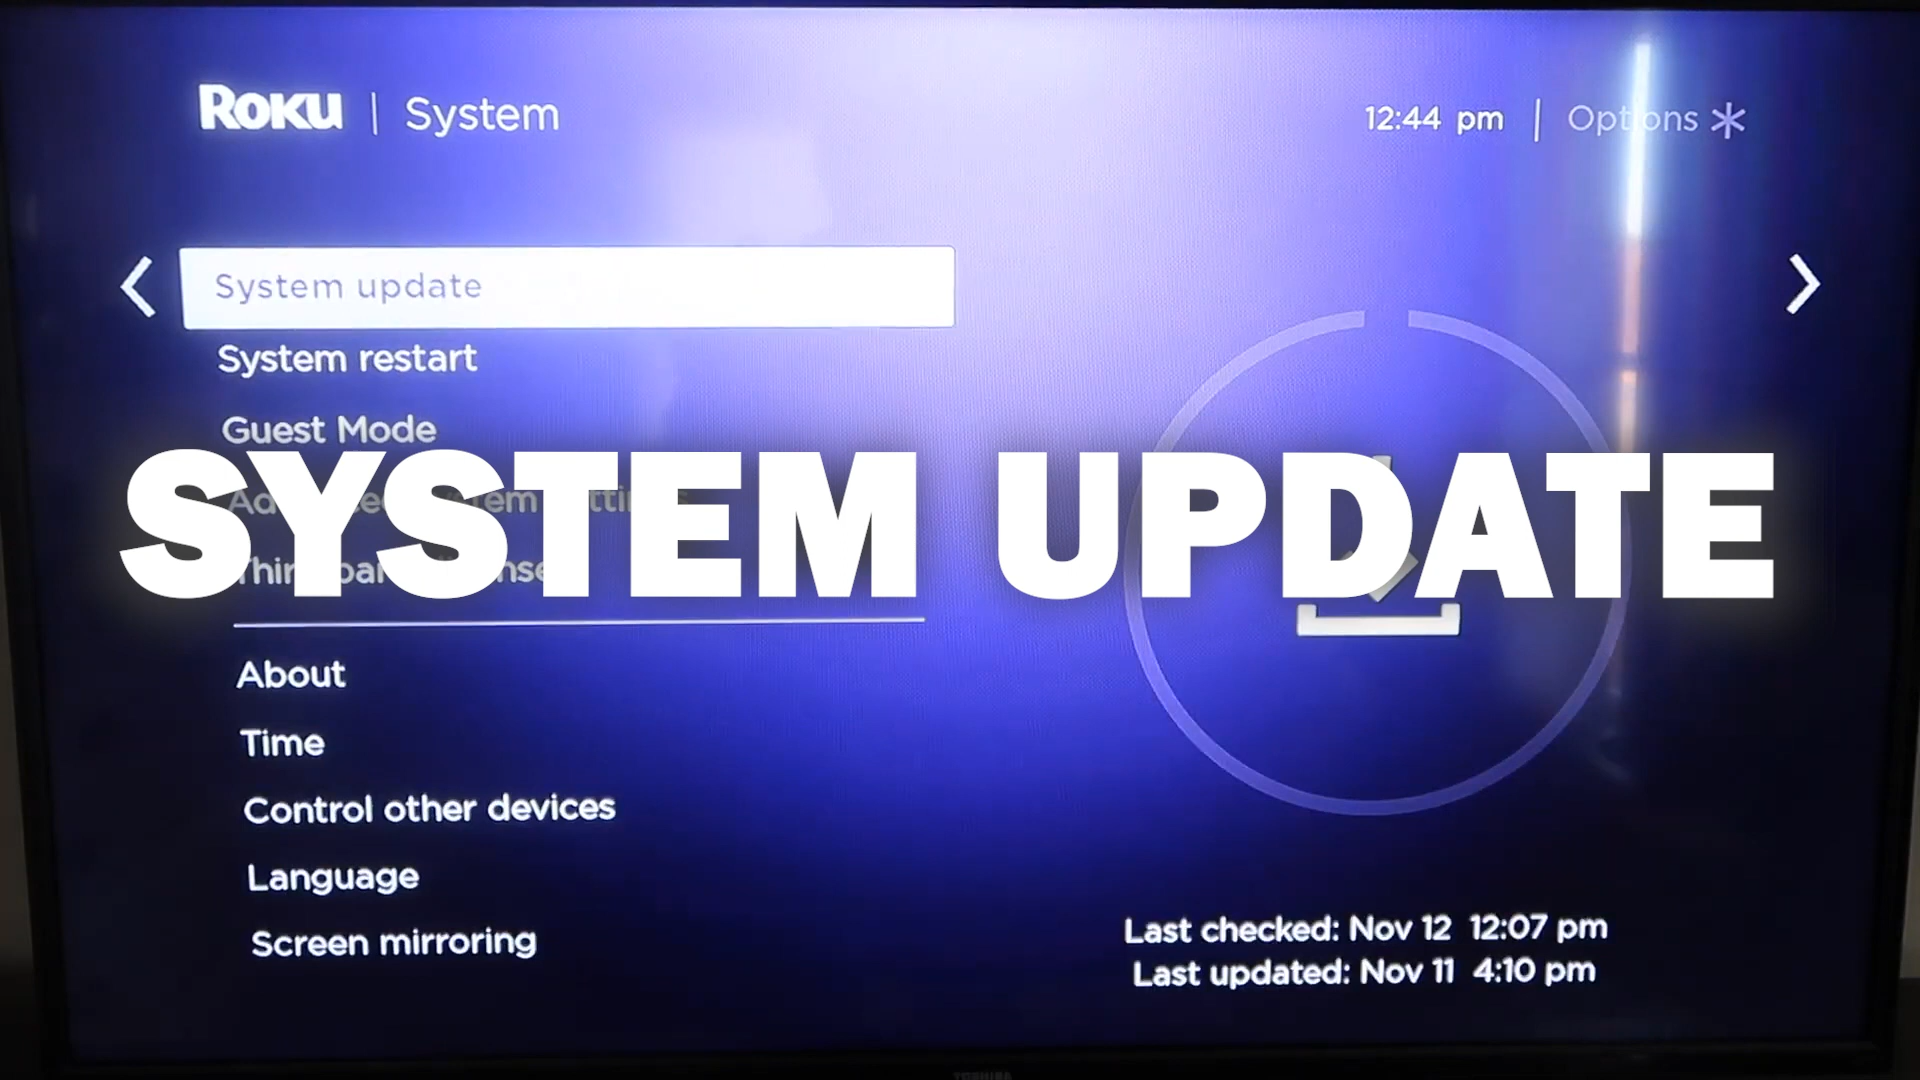 Roku | System
12:44 pm | Options
System update
System restart
Guest Mode
SYSTEM UPDATE
About
Time
Control other devices
Language
Screen mirroring
Last checked: Nov 12 12:07 pm
Last updated: Nov 11 4:10 pm